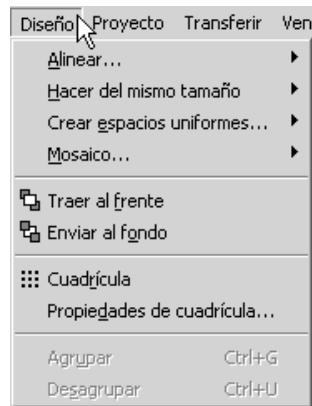 Diseño Proyecto Transferir Ven
Alinear...
Hacer del mismo tamaño
Crear espacios uniformes...
Mosaico...
Traer al frente
Enviar al fondo
Cuadrícula
Propiedades de cuadrícula...
Agrupar Ctrl+G
Desagrupar Ctrl+U